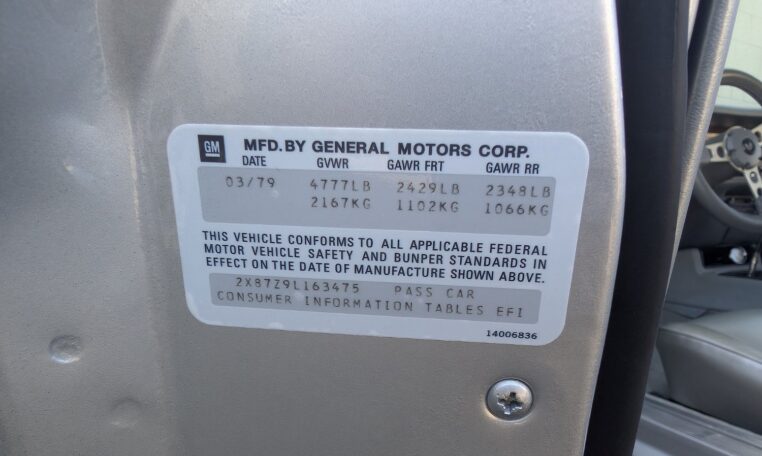 GM MFD. BY GENERAL MOTORS CORP.
DATE GVWR GAWR FRT GAWR RR
03/79 4777LB 2429LB 2348LB
2167KG 1102KG 1066KG
THIS VEHICLE CONFORMS TO ALL APPLICABLE FEDERAL
MOTOR VEHICLE SAFETY AND BUNPER STANDARDS IN
EFFECT ON THE DATE OF MANUFACTURE SHOWN ABOVE.
2X87Z9L163475 PASS CAR
CONSUMER INFORMATION TABLES EFI
14006836